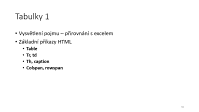 Tabulky 1
• Vysvětlení pojmu – přirovnání s excelem
• Základní příkazy HTML
• Table
• Tr, td
• Th, caption
• Colspan, rowspan